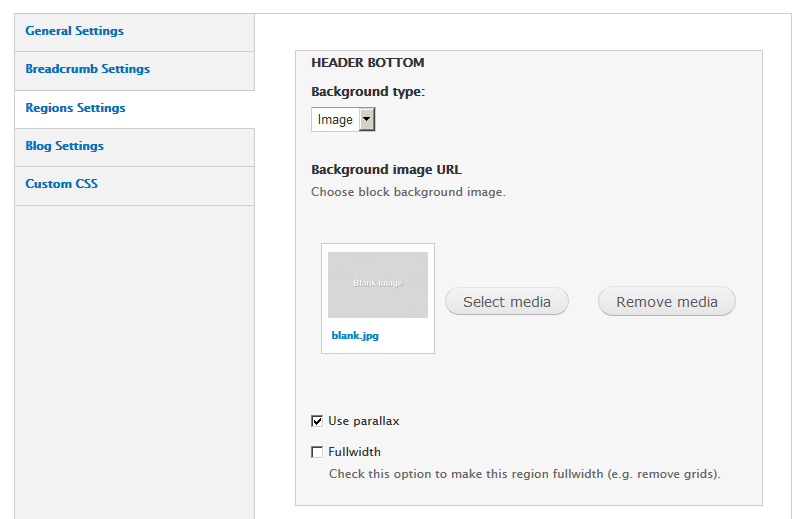 General Settings
Breadcrumb Settings
Regions Settings
Blog Settings
Custom CSS
HEADER BOTTOM
Background type:
Image
Background image URL
Choose block background image.
Blank Image
blank.jpg
Select media
Remove media
Use parallax
Fullwidth
Check this option to make this region fullwidth (e.g. remove grids).